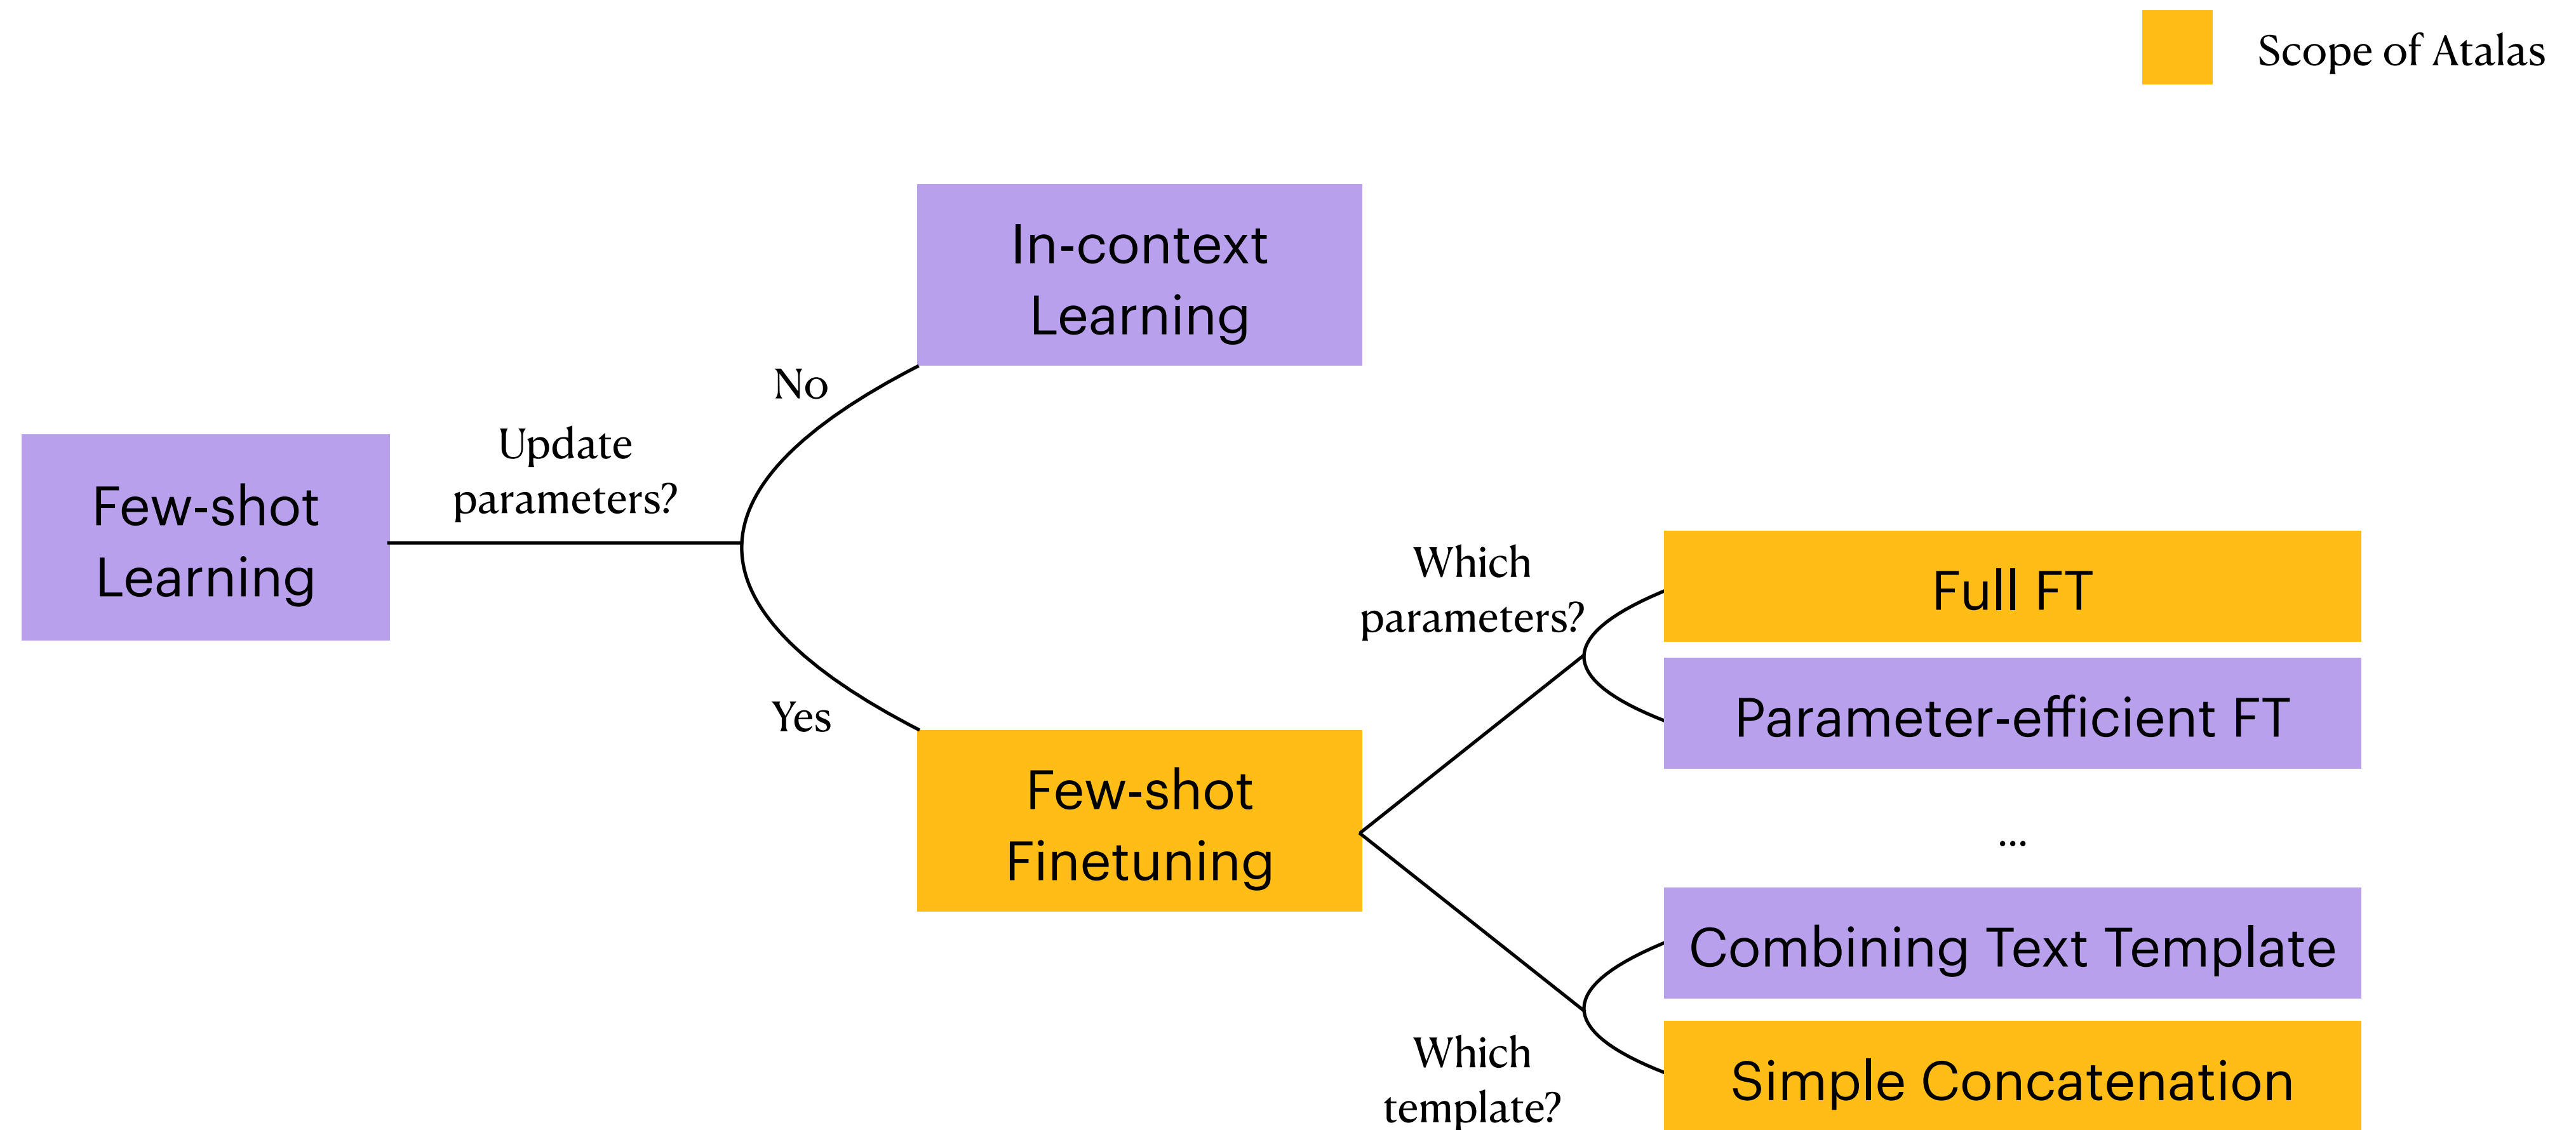 Scope of Atalas
In-context
Learning
No
Update
parameters?
Few-shot
Learning
Yes
Few-shot
Finetuning
Which
parameters?
Full FT
Parameter-efficient FT
...
Combining Text Template
Simple Concatenation
Which
template?